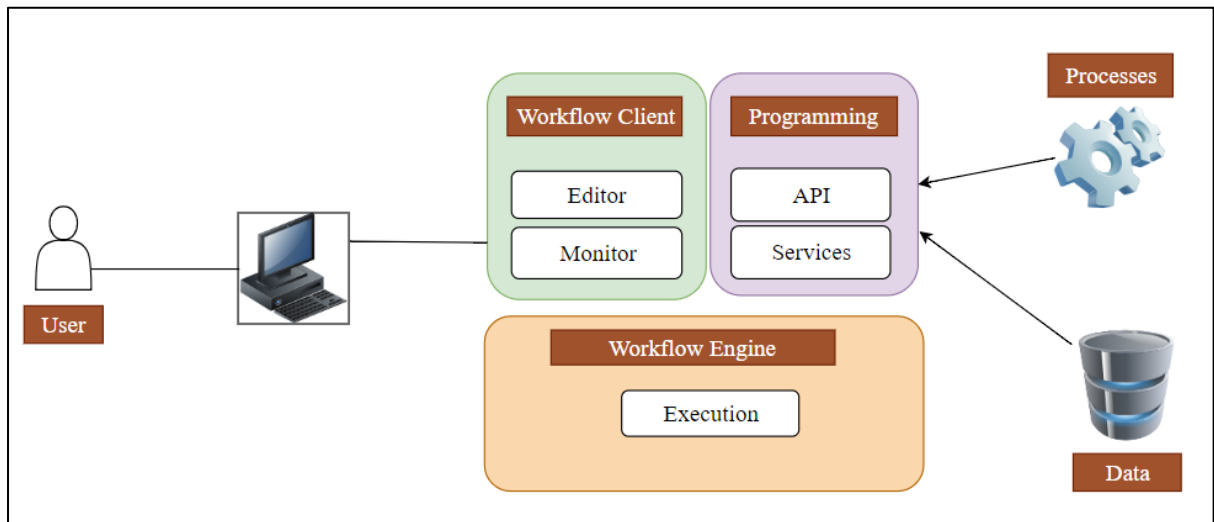 Processes
Workflow Client
Programming
Editor
API
Monitor
Services
User
Workflow Engine
Execution
Data